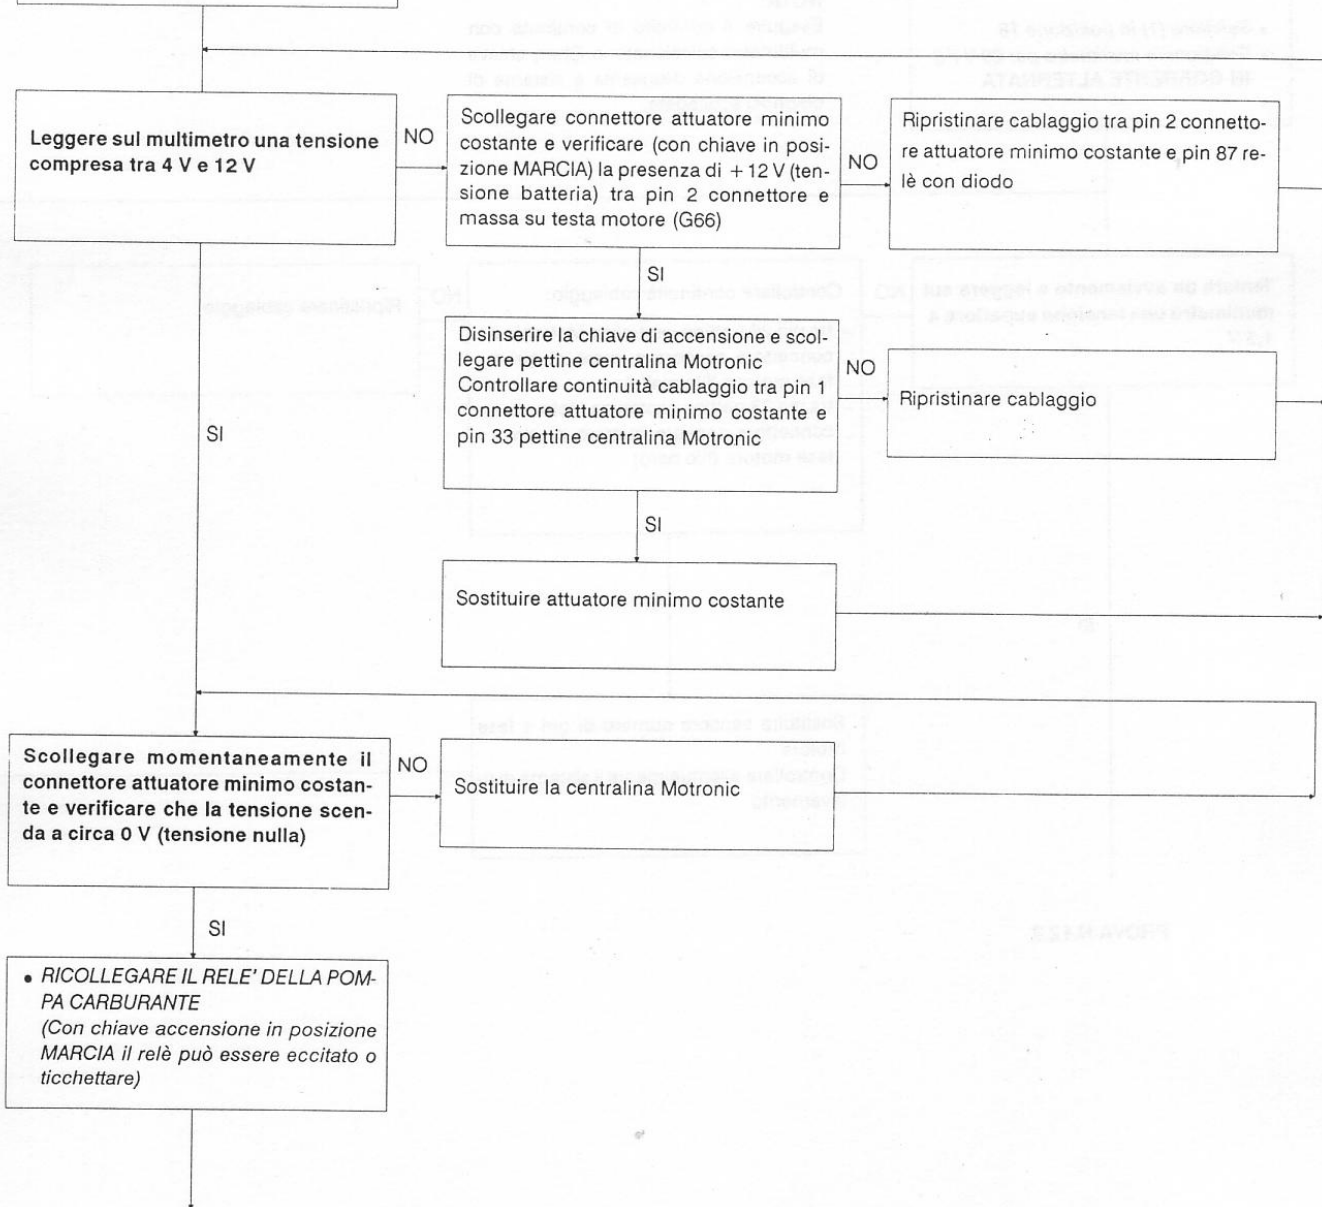 Leggere sul multimetro una tensione
compresa tra 4 V e 12 V
NO
Scollegare connettore attuatore minimo
costante e verificare (con chiave in posi-
zione MARCIA) la presenza di + 12 V (ten-
sione batteria) tra pin 2 connettore e
massa su testa motore (G66)
NO
Ripristinare cablaggio tra pin 2 connetto-
re attuatore minimo costante e pin 87 re-
lè con diodo
SI
Disinserire la chiave di accensione e scol-
legare pettine centralina Motronic
Controllare continuità cablaggio tra pin 1
connettore attuatore minimo costante e
pin 33 pettine centralina Motronic
NO
Ripristinare cablaggio
SI
SI
Sostituire attuatore minimo costante
Scollegare momentaneamente il
connettore attuatore minimo costan-
te e verificare che la tensione scen-
da a circa 0 V (tensione nulla)
NO
Sostituire la centralina Motronic
SI
• RICOLLEGARE IL RELE' DELLA POM-
PA CARBURANTE
(Con chiave accensione in posizione
MARCIA il relè può essere eccitato o
ticchettare)